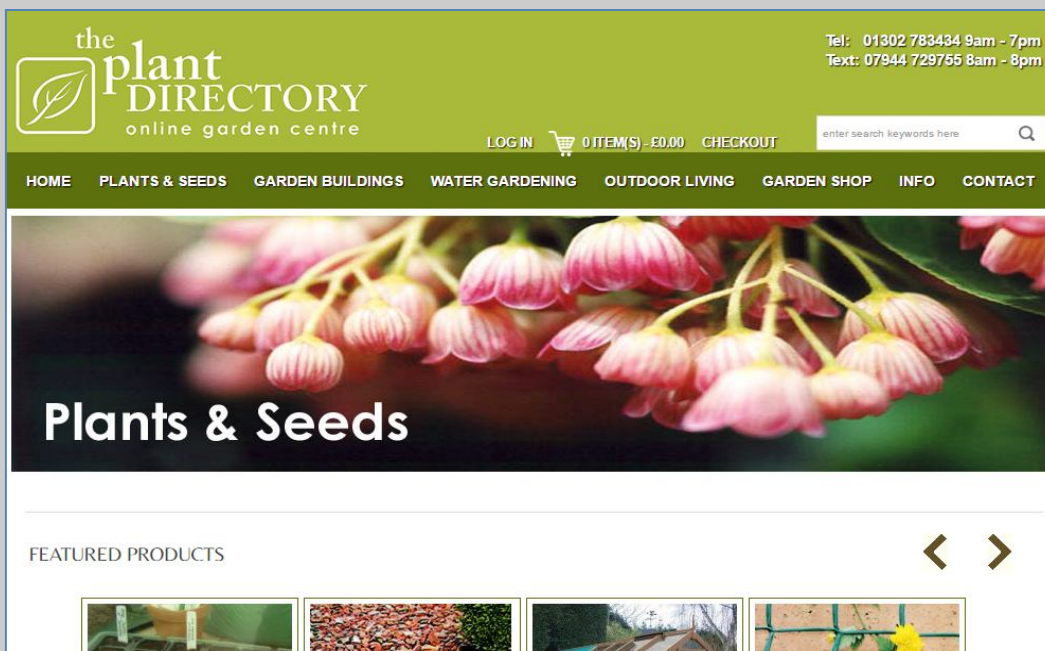 the
plant
DIRECTORY
online garden centre
Tel: 01302 783434 9am - 7pm
Text: 07944 729755 8am - 8pm
LOG IN 0 ITEM(S) - £0.00 CHECKOUT
enter search keywords here
HOME PLANTS & SEEDS GARDEN BUILDINGS WATER GARDENING OUTDOOR LIVING GARDEN SHOP INFO CONTACT
Plants & Seeds
FEATURED PRODUCTS